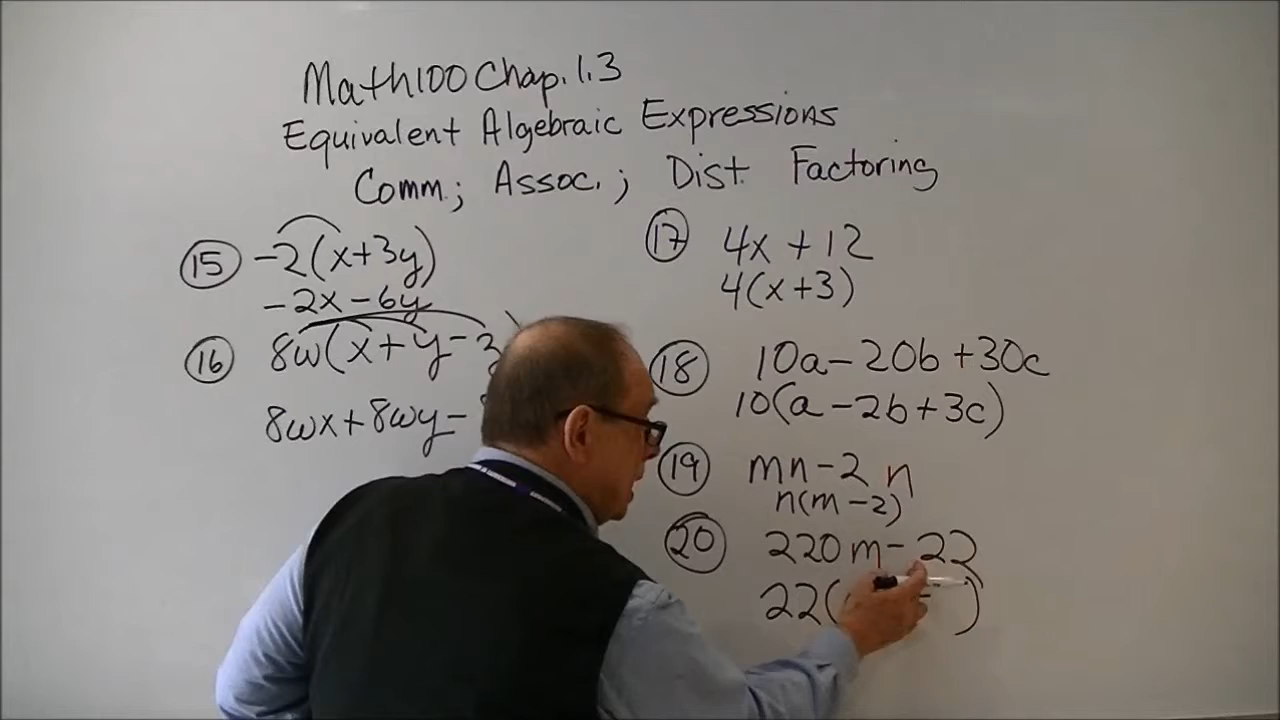 Math100 Chap. 1.3
Equivalent Algebraic Expressions
Comm.; Assoc.; Dist. Factoring
15 -2(x+3y)
-2x-6y
16 8w(x+y-3
8wx+8wy-
17 4x+12
4(x+3)
18 10a-20b+30c
10(a-2b+3c)
19 mn-2n
n(m-2)
20 220m-22
22( - )